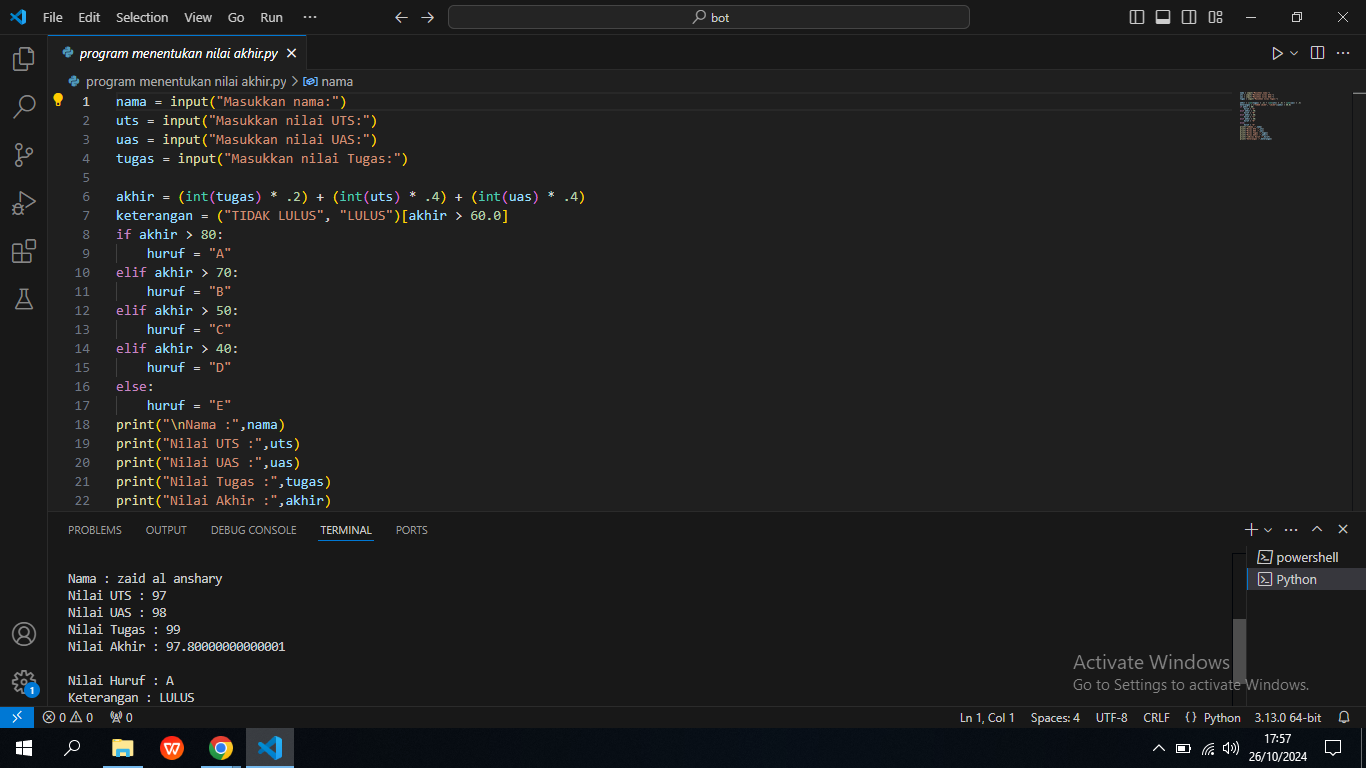 File Edit Selection View Go Run ··· bot
program menentukan nilai akhir.py
program menentukan nilai akhir.py > nama
1 nama = input("Masukkan nama:")
2 uts = input("Masukkan nilai UTS:")
3 uas = input("Masukkan nilai UAS:")
4 tugas = input("Masukkan nilai Tugas:")
5
6 akhir = (int(tugas) * .2) + (int(uts) * .4) + (int(uas) * .4)
7 keterangan = ("TIDAK LULUS", "LULUS")[akhir > 60.0]
8 if akhir > 80:
9 huruf = "A"
10 elif akhir > 70:
11 huruf = "B"
12 elif akhir > 50:
13 huruf = "C"
14 elif akhir > 40:
15 huruf = "D"
16 else:
17 huruf = "E"
18 print("\nNama :",nama)
19 print("Nilai UTS :",uts)
20 print("Nilai UAS :",uas)
21 print("Nilai Tugas :",tugas)
22 print("Nilai Akhir :",akhir)
PROBLEMS OUTPUT DEBUG CONSOLE TERMINAL PORTS
powershell
Python
Nama : zaid al anshary
Nilai UTS : 97
Nilai UAS : 98
Nilai Tugas : 99
Nilai Akhir : 97.80000000000001
Nilai Huruf : A
Keterangan : LULUS
Activate Windows
Go to Settings to activate Windows.
1
0 0 0 Ln 1, Col 1 Spaces: 4 UTF-8 CRLF {} Python 3.13.0 64-bit
17:57
26/10/2024